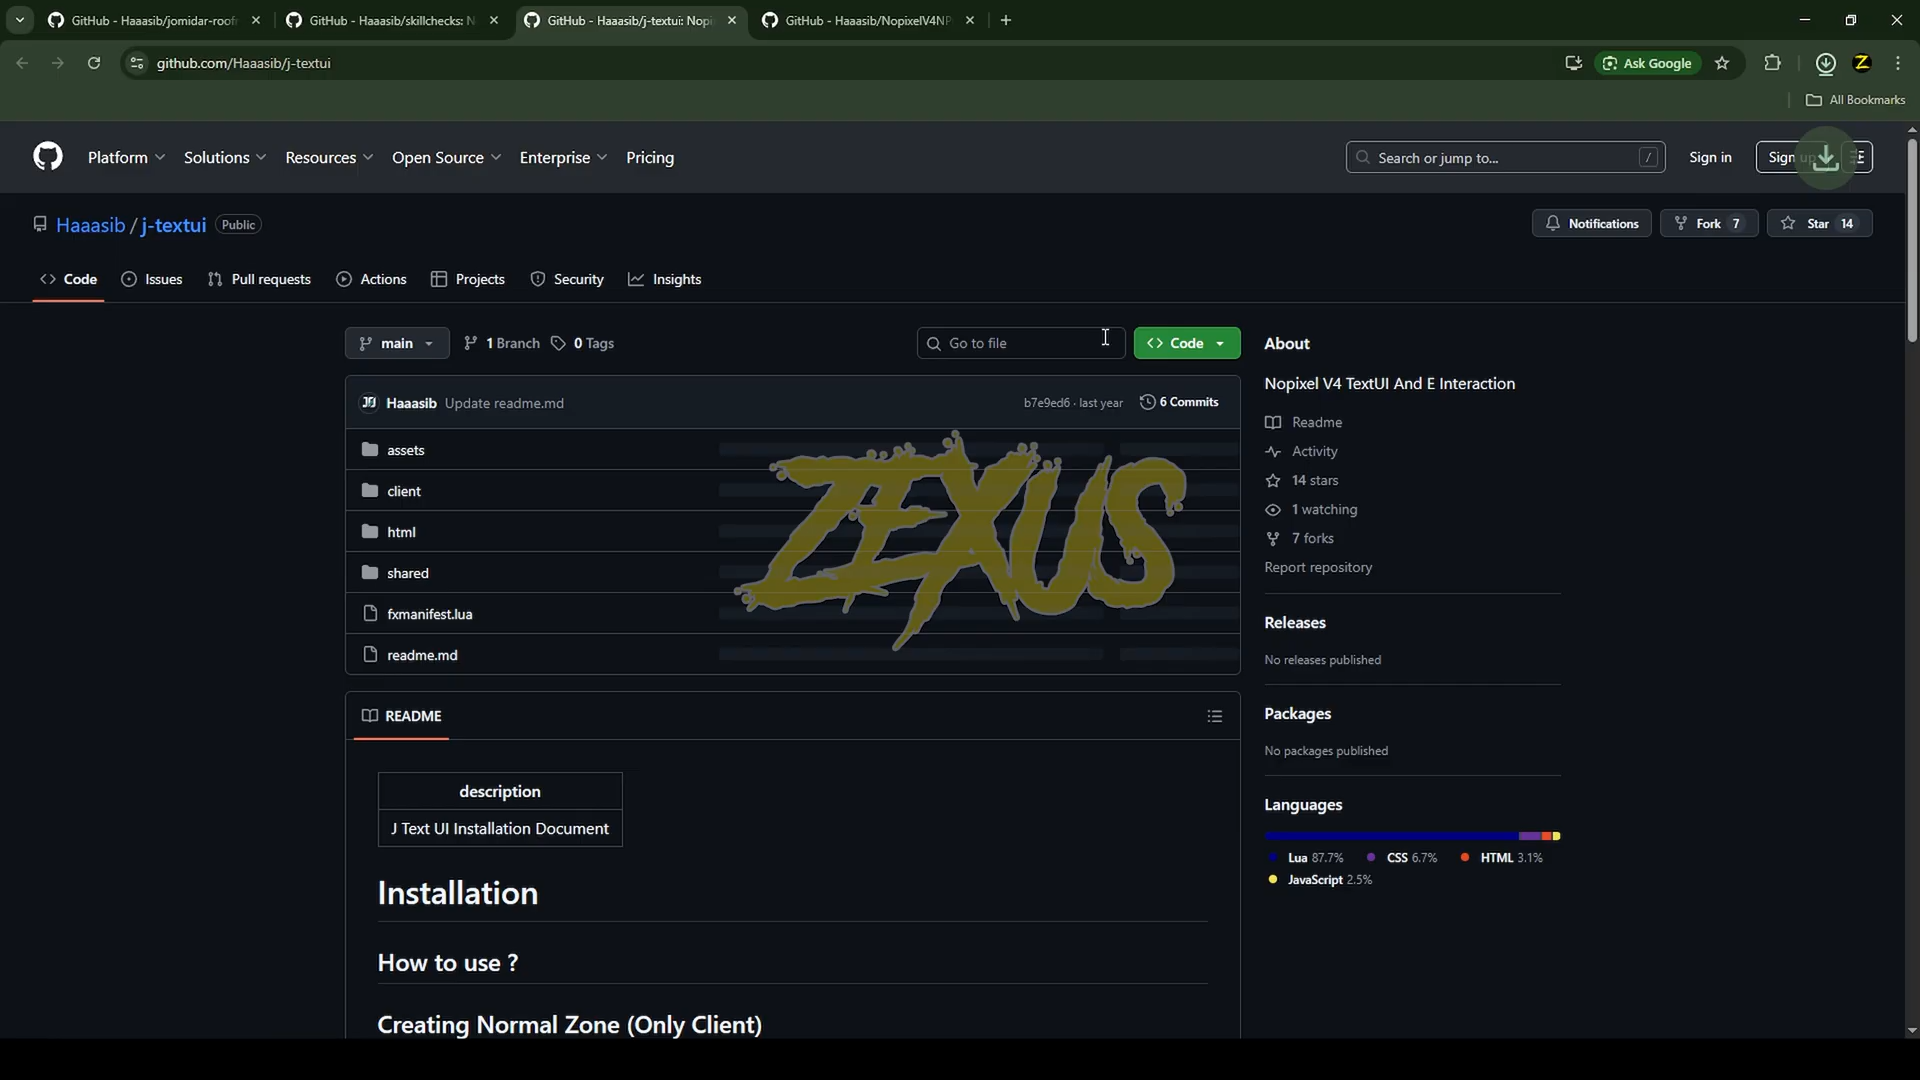 GitHub - Haaasib/jomidar-roofr
GitHub - Haaasib/skillchecks: N
GitHub - Haaasib/j-textui: Nopi
GitHub - Haaasib/NopixelV4NP
github.com/Haaasib/j-textui
Ask Google
All Bookmarks
Platform
Solutions
Resources
Open Source
Enterprise
Pricing
Search or jump to...
/
Sign in
Sign up
Haaasib / j-textui
Public
Notifications
Fork 7
Star 14
Code
Issues
Pull requests
Actions
Projects
Security
Insights
main
1 Branch
0 Tags
Go to file
Code
Haaasib Update readme.md
b7e9ed6 · last year
6 Commits
assets
client
html
shared
fxmanifest.lua
readme.md
ZEXUS
README
description
J Text UI Installation Document
Installation
How to use ?
Creating Normal Zone (Only Client)
About
Nopixel V4 TextUI And E Interaction
Readme
Activity
14 stars
1 watching
7 forks
Report repository
Releases
No releases published
Packages
No packages published
Languages
Lua 87.7%
CSS 6.7%
HTML 3.1%
JavaScript 2.5%